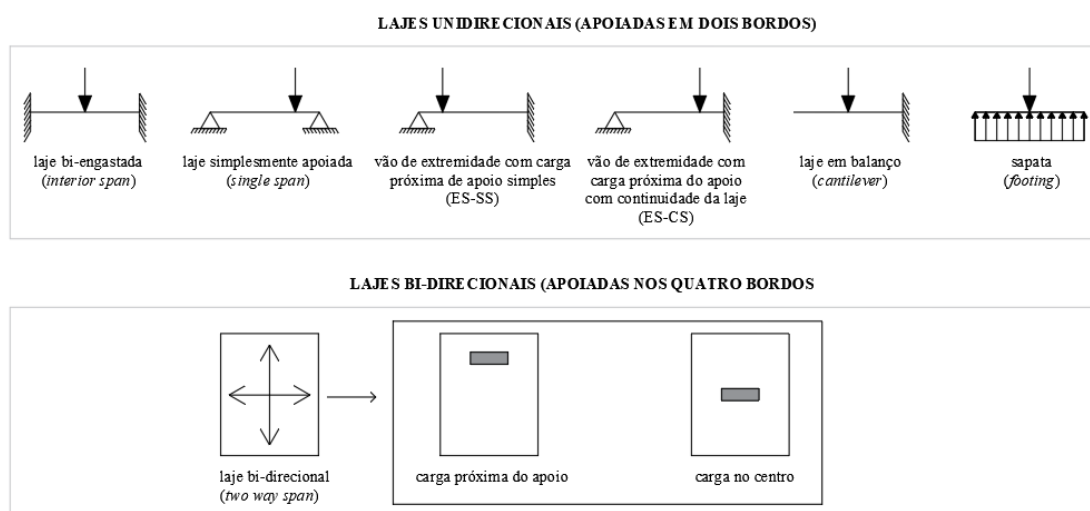 LAJES UNIDIRECIONAIS (APOIADAS EM DOIS BORDOS)
laje bi-engastada
(interior span)
laje simplesmente apoiada
(single span)
vão de extremidade com carga
próxima de apoio simples
(ES-SS)
vão de extremidade com
carga próxima do apoio
com continuidade da laje
(ES-CS)
laje em balanço
(cantilever)
sapata
(footing)
LAJES BI-DIRECIONAIS (APOIADAS NOS QUATRO BORDOS
laje bi-direcional
(two way span)
carga próxima do apoio
carga no centro